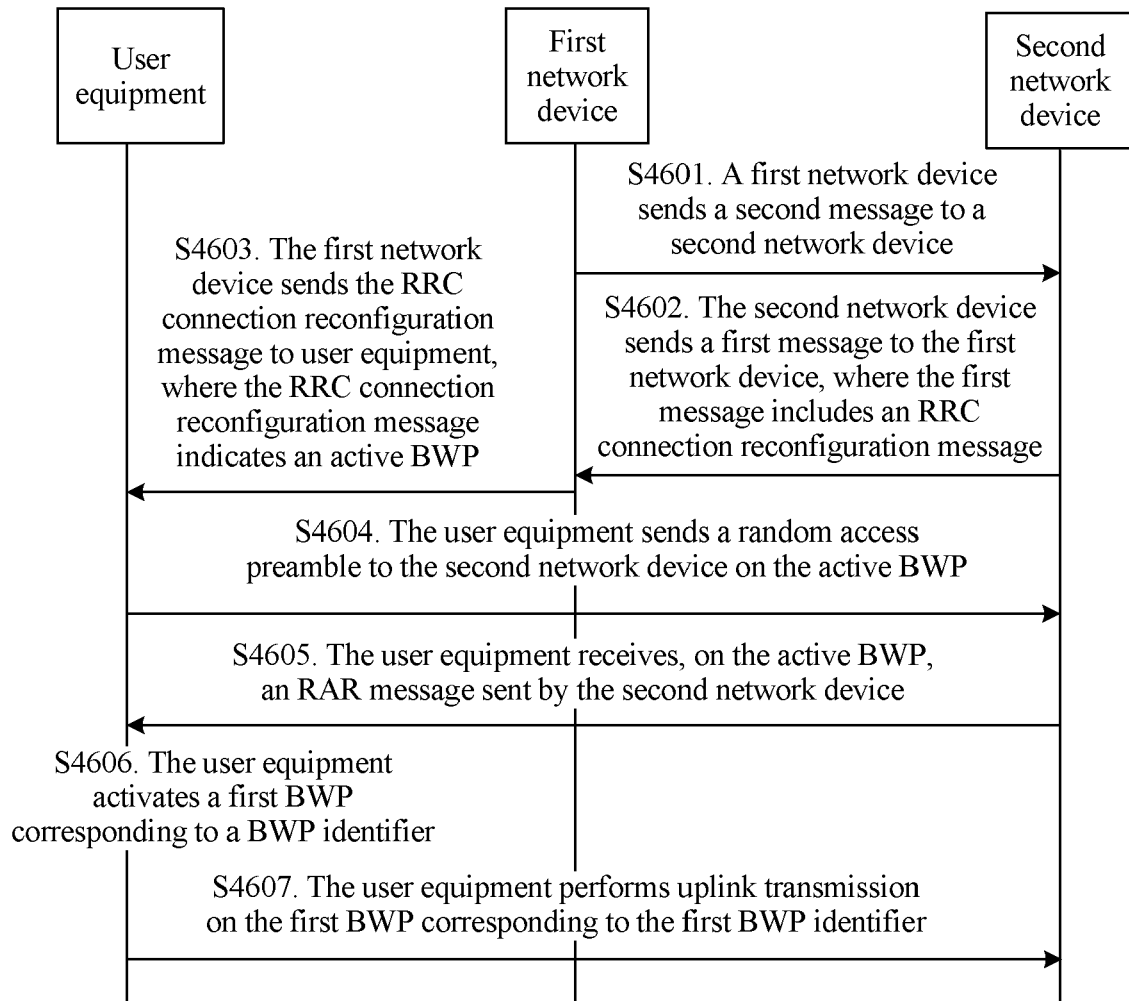 User
equipment
First
network
device
Second
network
device
S4601. A first network device
sends a second message to a
second network device
S4603. The first network
device sends the RRC
connection reconfiguration
message to user equipment,
where the RRC connection
reconfiguration message
indicates an active BWP
S4602. The second network device
sends a first message to the first
network device, where the first
message includes an RRC
connection reconfiguration message
S4604. The user equipment sends a random access
preamble to the second network device on the active BWP
S4605. The user equipment receives, on the active BWP,
an RAR message sent by the second network device
S4606. The user equipment
activates a first BWP
corresponding to a BWP identifier
S4607. The user equipment performs uplink transmission
on the first BWP corresponding to the first BWP identifier